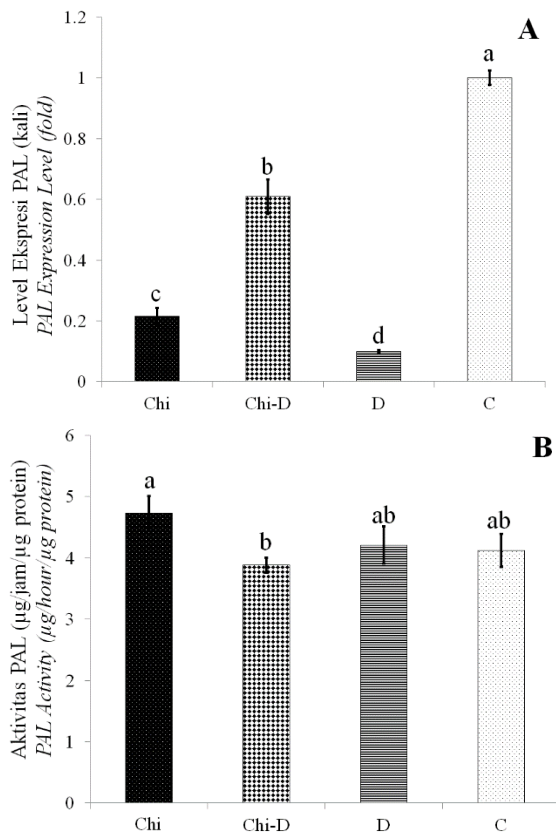 A
Level Ekspresi PAL (kali)
PAL Expression Level (fold)
1.2
1
0.8
0.6
0.4
0.2
0
c
b
d
a
Chi Chi-D D C
B
Aktivitas PAL (µg/jam/µg protein)
PAL Activity (µg/hour/µg protein)
6
5
4
3
2
1
0
a
b
ab
ab
Chi Chi-D D C